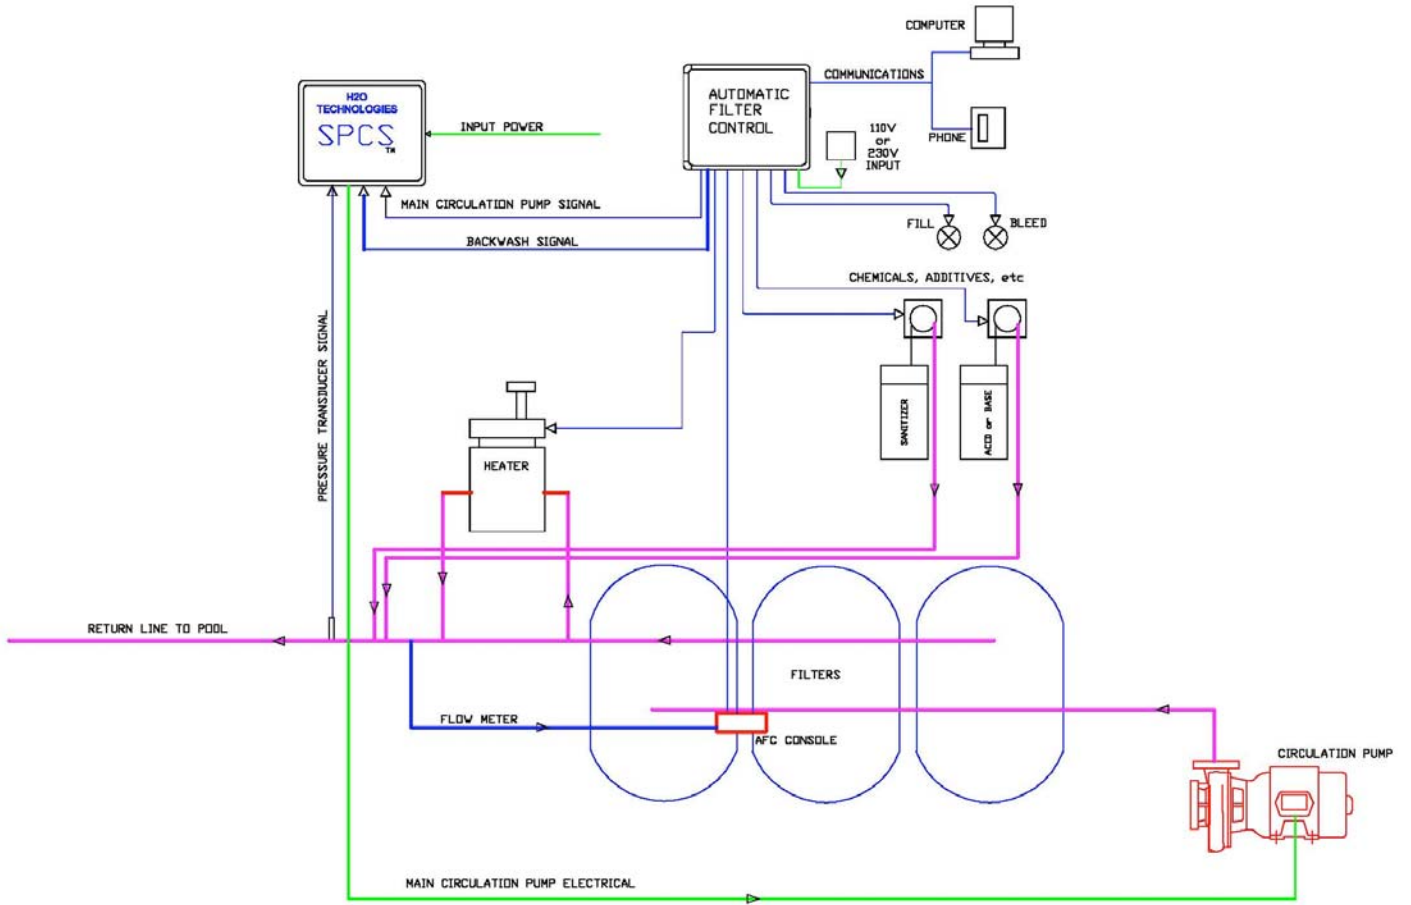 COMPUTER
H2O
TECHNOLOGIES
SPCS
TM
INPUT POWER
AUTOMATIC
FILTER
CONTROL
COMMUNICATIONS
PHONE
110V
or
230V
INPUT
MAIN CIRCULATION PUMP SIGNAL
BACKWASH SIGNAL
FILL
BLEED
CHEMICALS, ADDITIVES, etc
PRESSURE TRANSDUCER SIGNAL
SANITIZER
ACID or BASE
HEATER
RETURN LINE TO POOL
FILTERS
FLOW METER
AFC CONSOLE
CIRCULATION PUMP
MAIN CIRCULATION PUMP ELECTRICAL